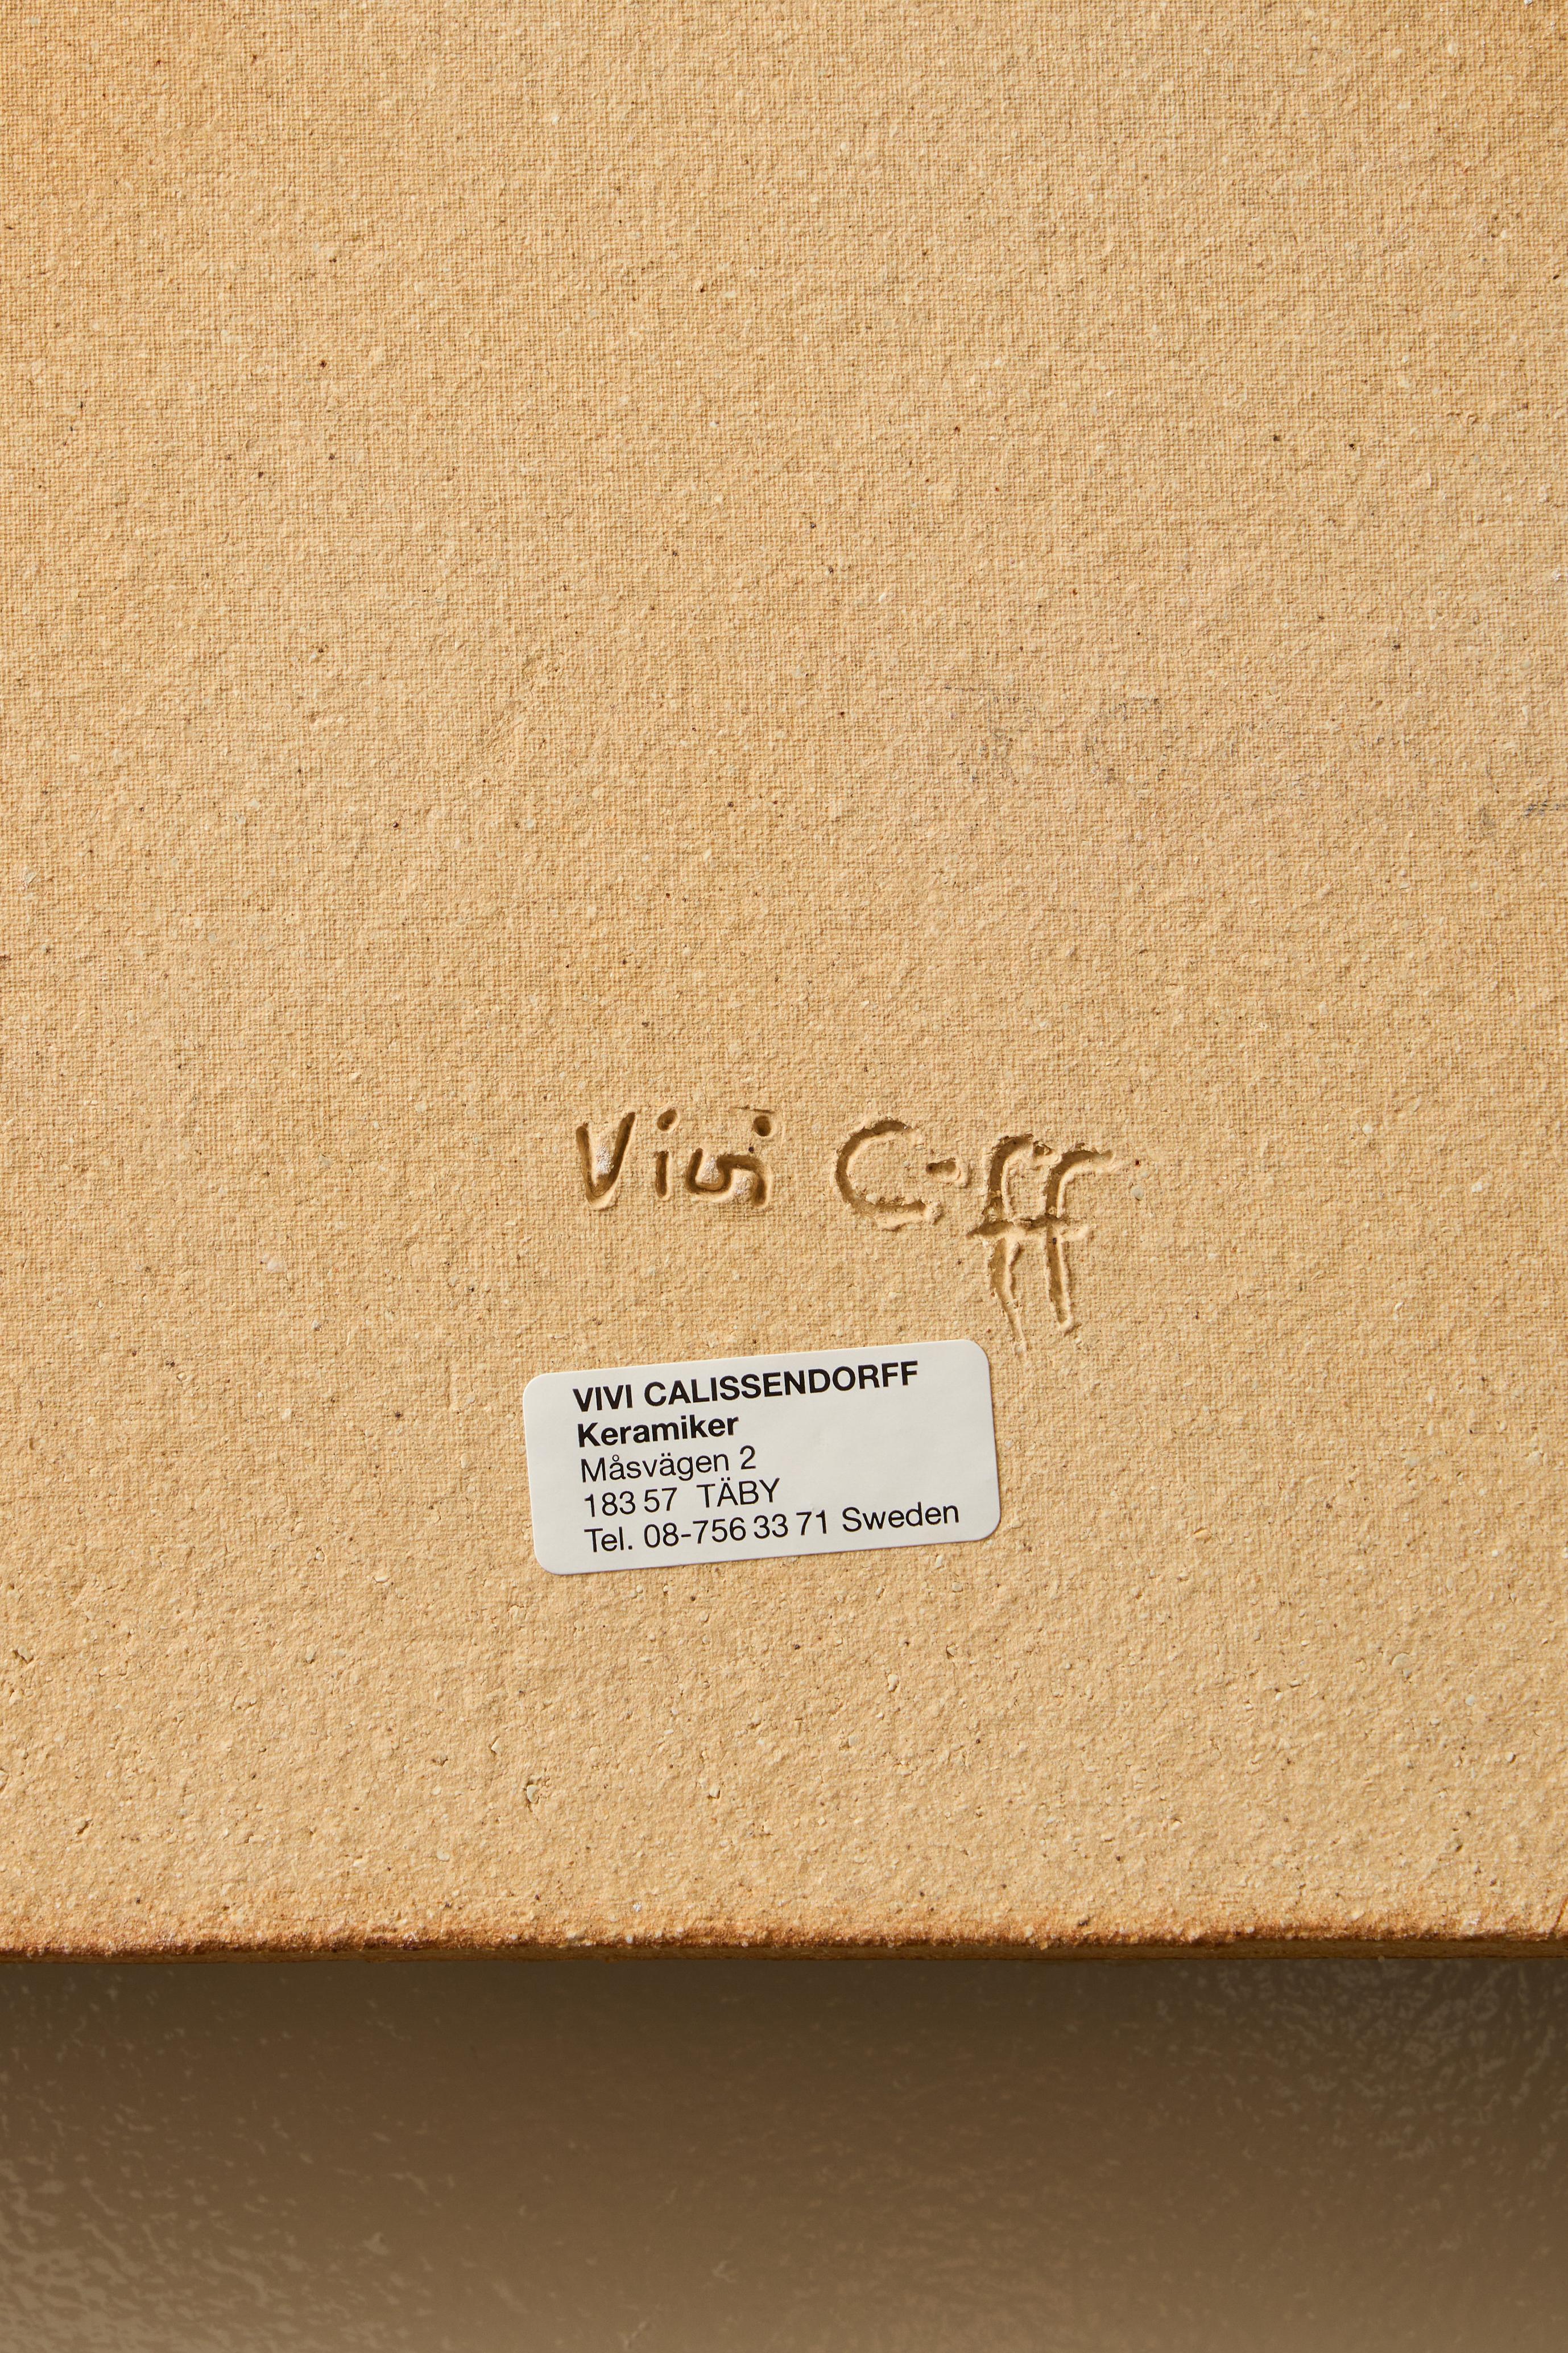 Vivi C-ff
VIVI CALISSENDORFF
Keramiker
Måsvägen 2
183 57 TÄBY
Tel. 08-756 33 71 Sweden